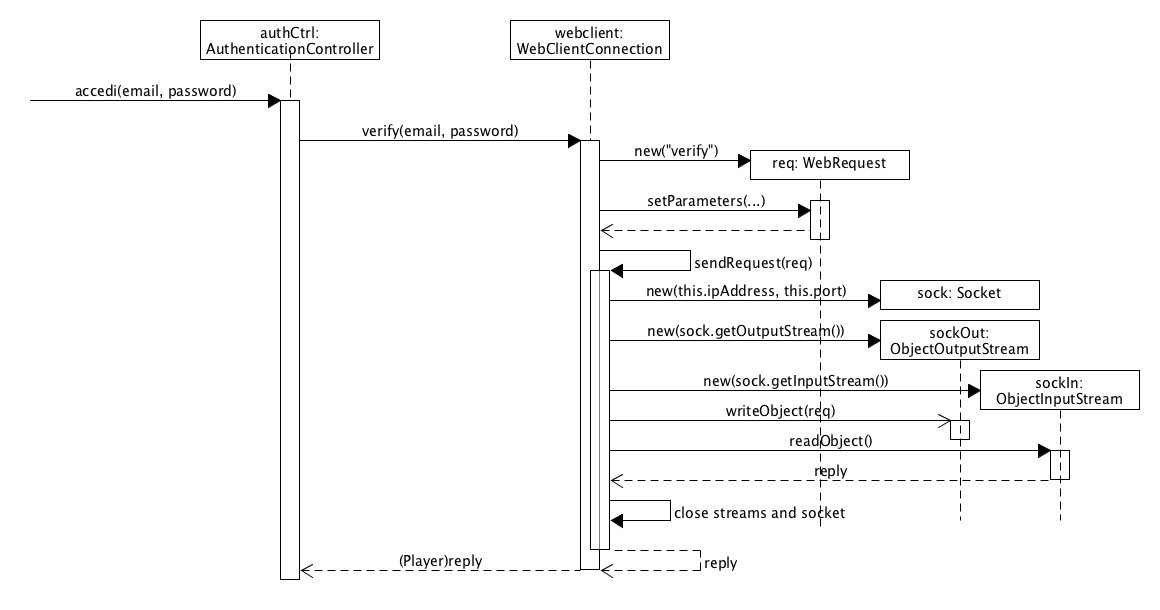 authCtrl:
AuthenticationController
webclient:
WebClientConnection
accedi(email, password)
verify(email, password)
new("verify")
req: WebRequest
setParameters(...)
sendRequest(req)
new(this.ipAddress, this.port)
sock: Socket
new(sock.getOutputStream())
sockOut:
ObjectOutputStream
new(sock.getInputStream())
sockIn:
ObjectInputStream
writeObject(req)
readObject()
reply
close streams and socket
(Player)reply
reply